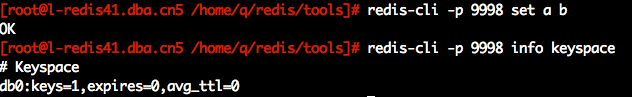 [root@l-redis41.dba.cn5 /home/q/redis/tools]# redis-cli -p 9998 set a b
OK
[root@l-redis41.dba.cn5 /home/q/redis/tools]# redis-cli -p 9998 info keyspace
# Keyspace
db0:keys=1,expires=0,avg_ttl=0